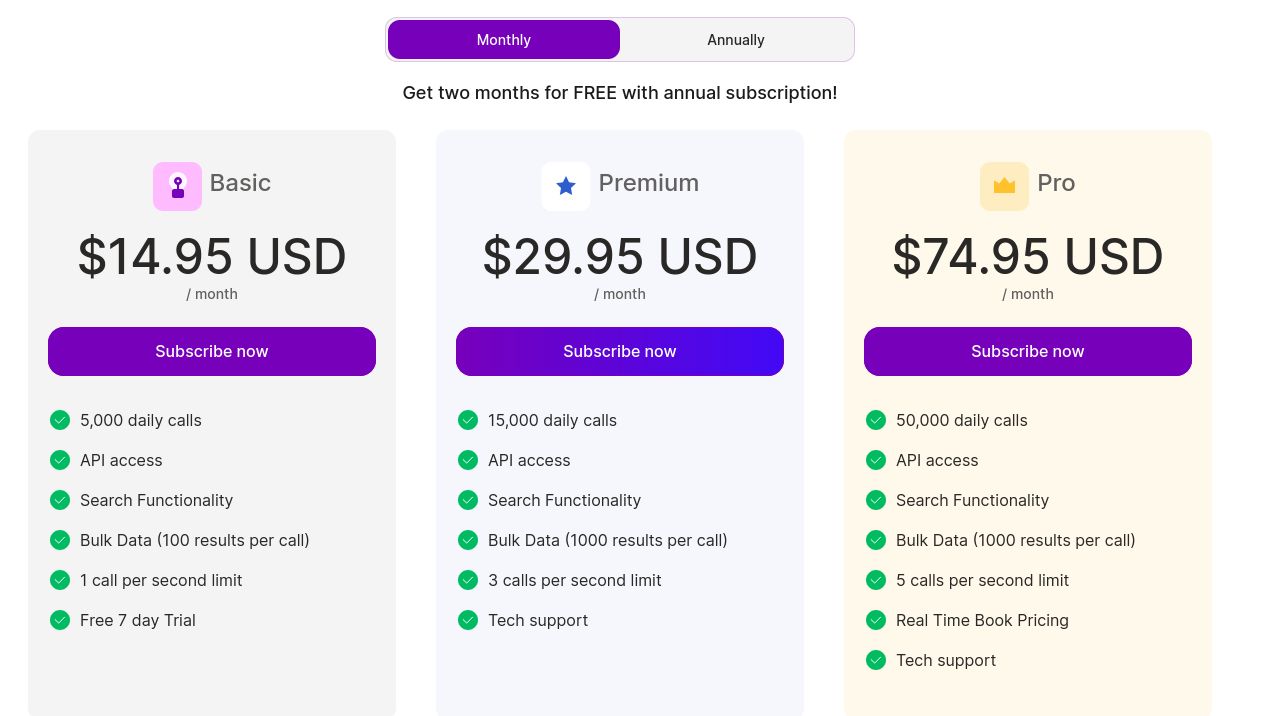 Monthly
Annually
Get two months for FREE with annual subscription!
Basic
$14.95 USD
/ month
Subscribe now
5,000 daily calls
API access
Search Functionality
Bulk Data (100 results per call)
1 call per second limit
Free 7 day Trial
Premium
$29.95 USD
/ month
Subscribe now
15,000 daily calls
API access
Search Functionality
Bulk Data (1000 results per call)
3 calls per second limit
Tech support
Pro
$74.95 USD
/ month
Subscribe now
50,000 daily calls
API access
Search Functionality
Bulk Data (1000 results per call)
5 calls per second limit
Real Time Book Pricing
Tech support